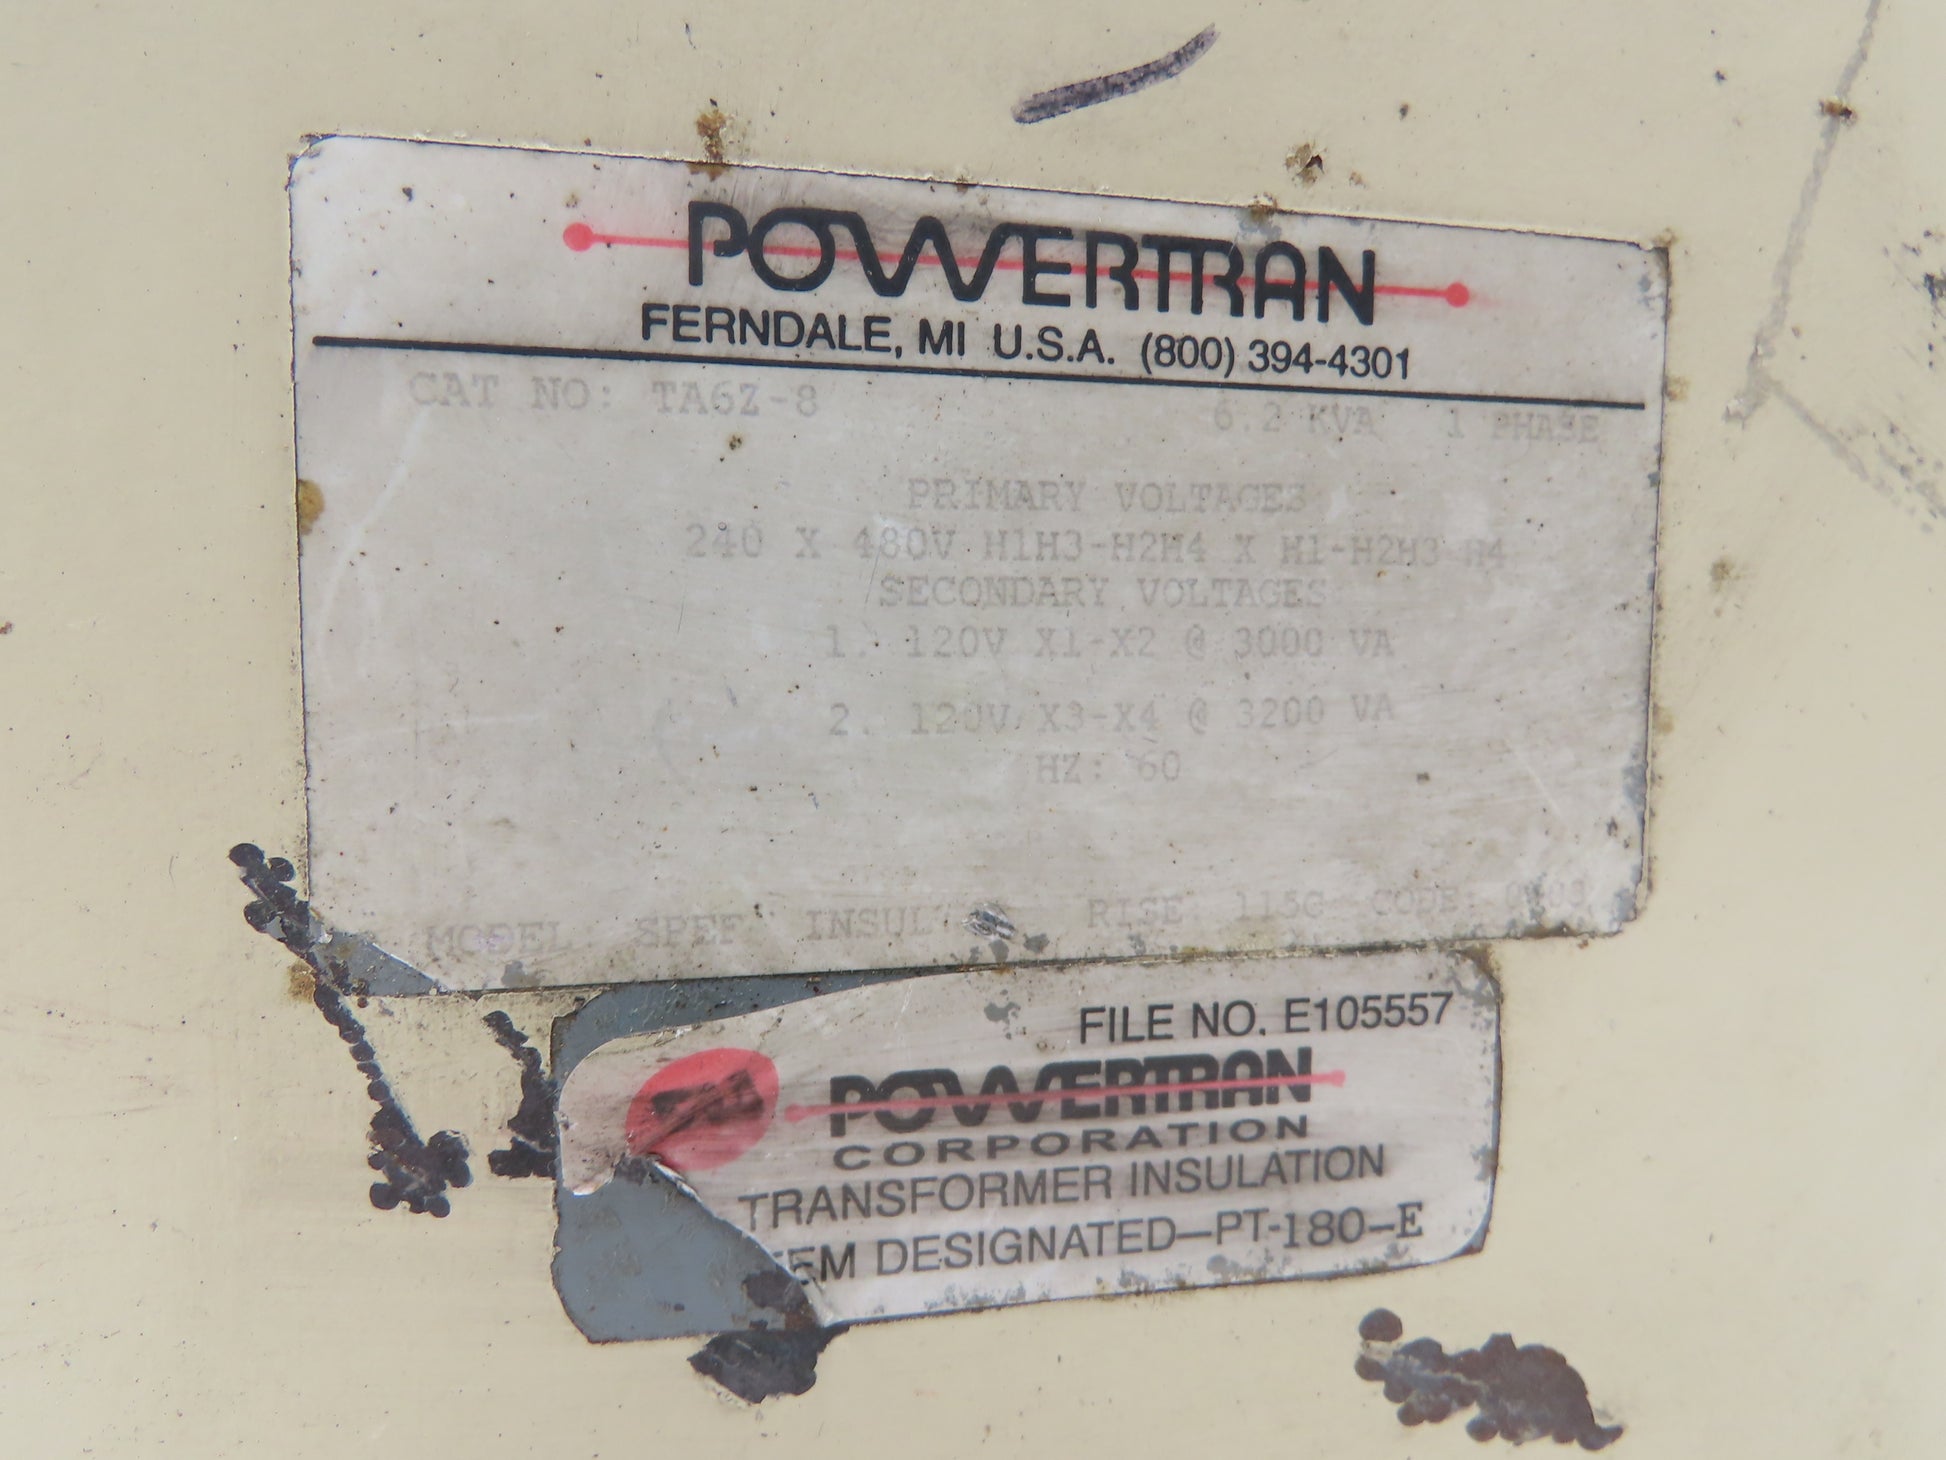 POWERTRAN
FERNDALE, MI U.S.A. (800) 394-4301
CAT NO: TA6Z-8 6.2 KVA 1 PHASE
PRIMARY VOLTAGES
240 X 480V H1H3-H2H4 X H1-H2H3-H4
SECONDARY VOLTAGES
1. 120V X1-X2 @ 3000 VA
2. 120V X3-X4 @ 3200 VA
HZ: 60
MODEL: INSUL RISE 115C CODE:
FILE NO. E105557
POWERTRAN
CORPORATION
TRANSFORMER INSULATION
TEM DESIGNATED—PT-180-E